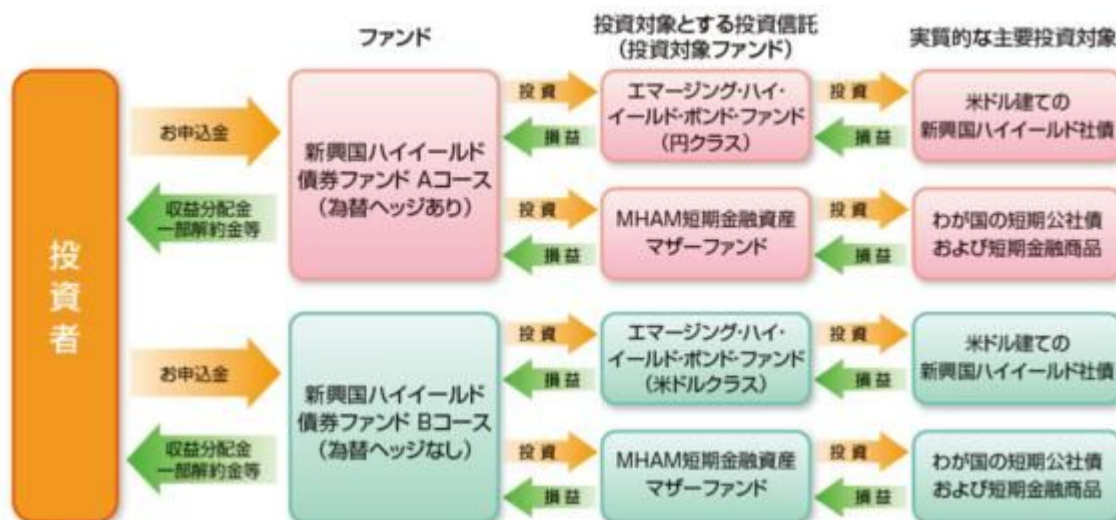 ファンド
投資対象とする投資信託
(投資対象ファンド)
実質的な主要投資対象
投資者
お申込金
収益分配金
一部解約金等
新興国ハイイールド
債券ファンド Aコース
(為替ヘッジあり)
投資
損益
エマージング・ハイ・
イールド・ボンド・ファンド
(円クラス)
投資
損益
米ドル建ての
新興国ハイイールド社債
投資
損益
MHAM短期金融資産
マザーファンド
投資
損益
わが国の短期公社債
および短期金融商品
お申込金
収益分配金
一部解約金等
新興国ハイイールド
債券ファンド Bコース
(為替ヘッジなし)
投資
損益
エマージング・ハイ・
イールド・ボンド・ファンド
(米ドルクラス)
投資
損益
米ドル建ての
新興国ハイイールド社債
投資
損益
MHAM短期金融資産
マザーファンド
投資
損益
わが国の短期公社債
および短期金融商品